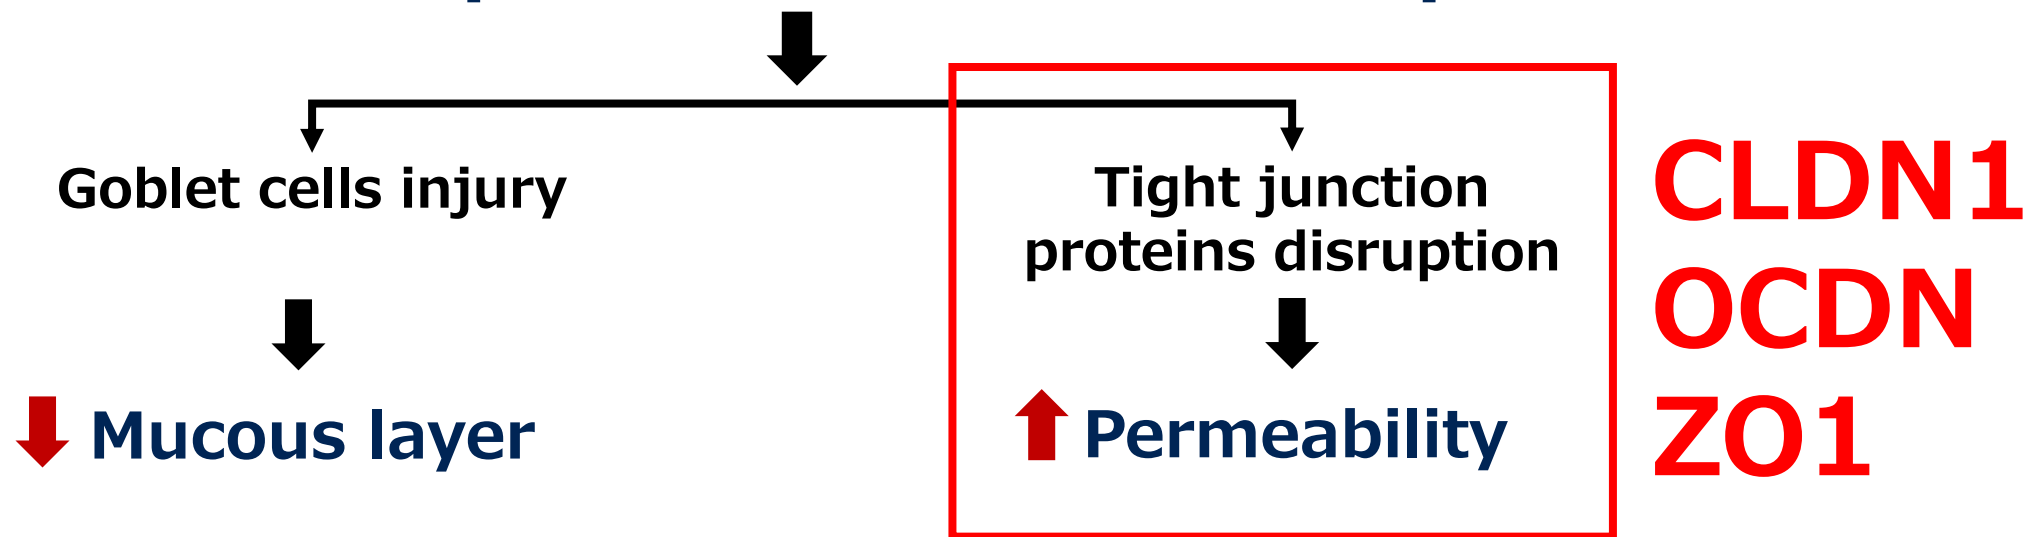 Goblet cells injury
Tight junction
proteins disruption
Mucous layer
Permeability
CLDN1
OCDN
ZO1